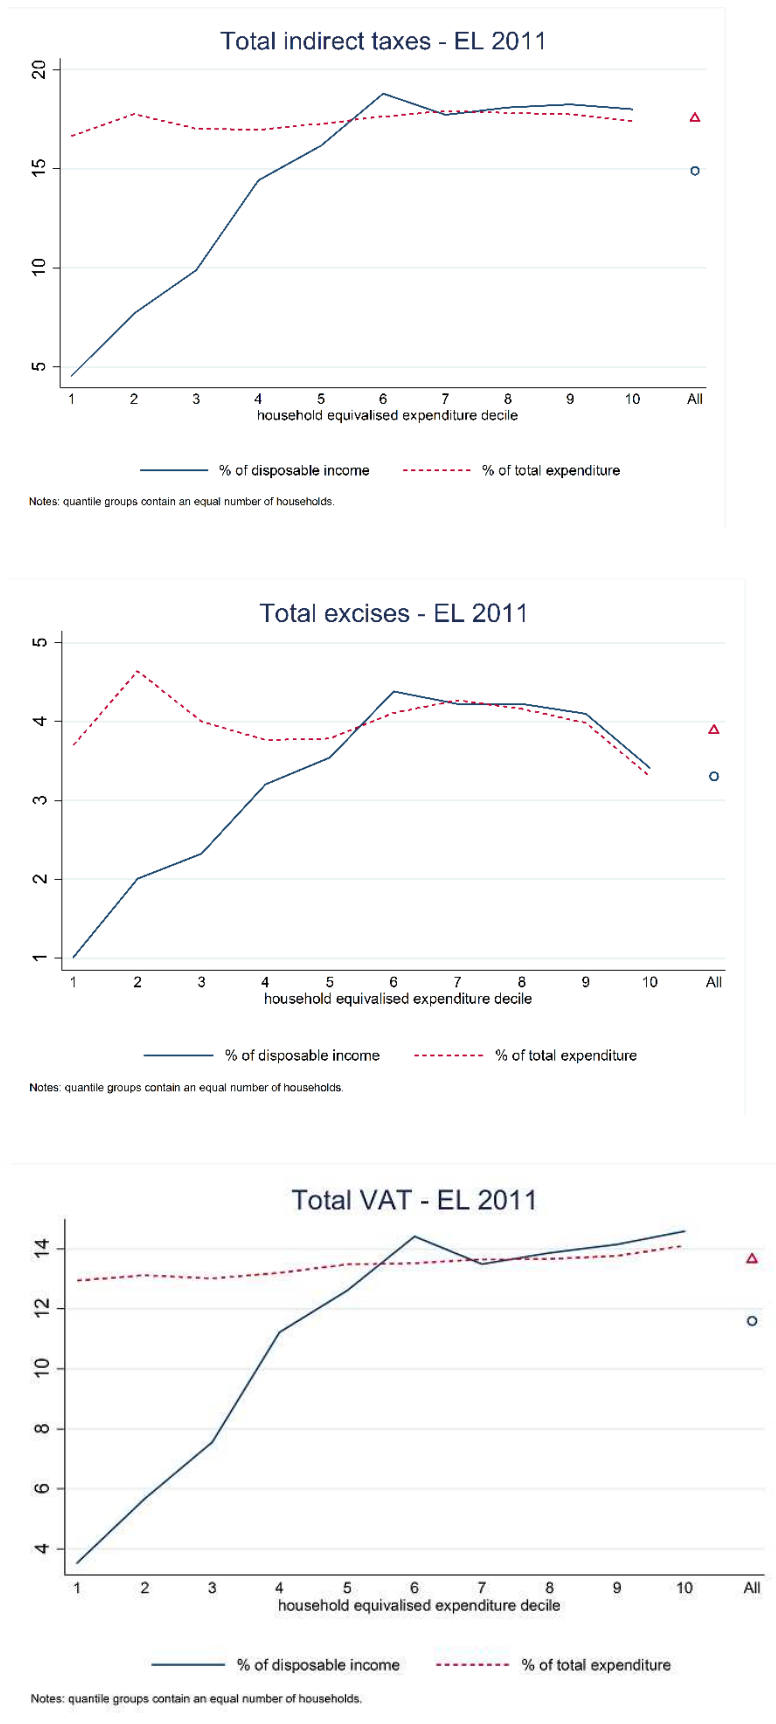 Total indirect taxes - EL 2011
20
15
10
5
1 2 3 4 5 6 7 8 9 10 All
household equivalised expenditure decile
% of disposable income % of total expenditure
Notes: quantile groups contain an equal number of households.
Total excises - EL 2011
5
4
3
2
1
1 2 3 4 5 6 7 8 9 10 All
household equivalised expenditure decile
% of disposable income % of total expenditure
Notes: quantile groups contain an equal number of households.
Total VAT - EL 2011
14
12
10
8
6
4
1 2 3 4 5 6 7 8 9 10 All
household equivalised expenditure decile
% of disposable income % of total expenditure
Notes: quantile groups contain an equal number of households.